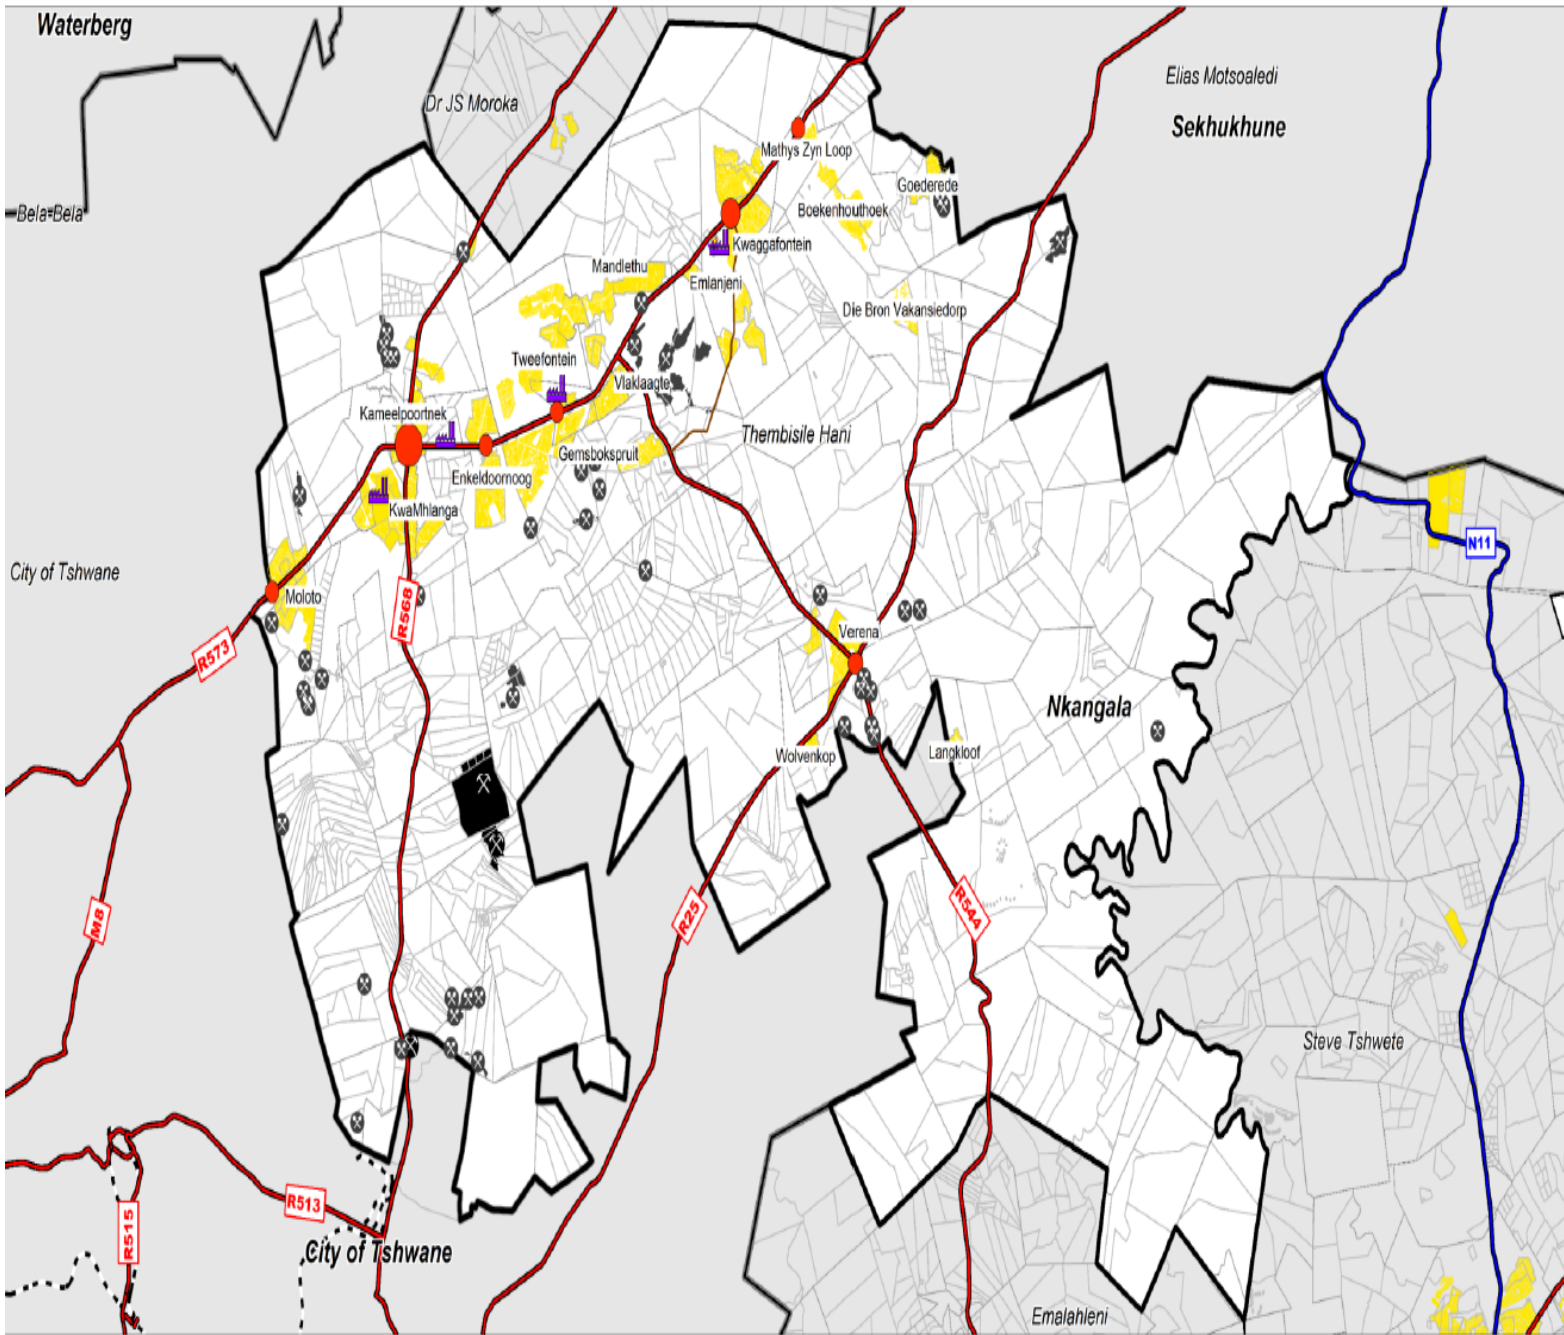 Waterberg
Elias Motsoaledi
Dr JS Moroka
Sekhukhune
Mathys Zyn Loop
Goederede
Bela-Bela
Boekenhouthoek
Kwaggafontein
Mandlethu
Emlanjeni
Die Bron Vakansiedorp
Tweefontein
Vlaklaagte
Kameelpoortnek
Thembisile Hani
Gemsbokspruit
Enkeldoornoog
KwaMhlanga
N11
City of Tshwane
Moloto
R568
Verena
R573
Nkangala
Wolvenkop
Langkloof
M8
R25
R544
Steve Tshwete
R513
R515
City of Tshwane
Emalahleni